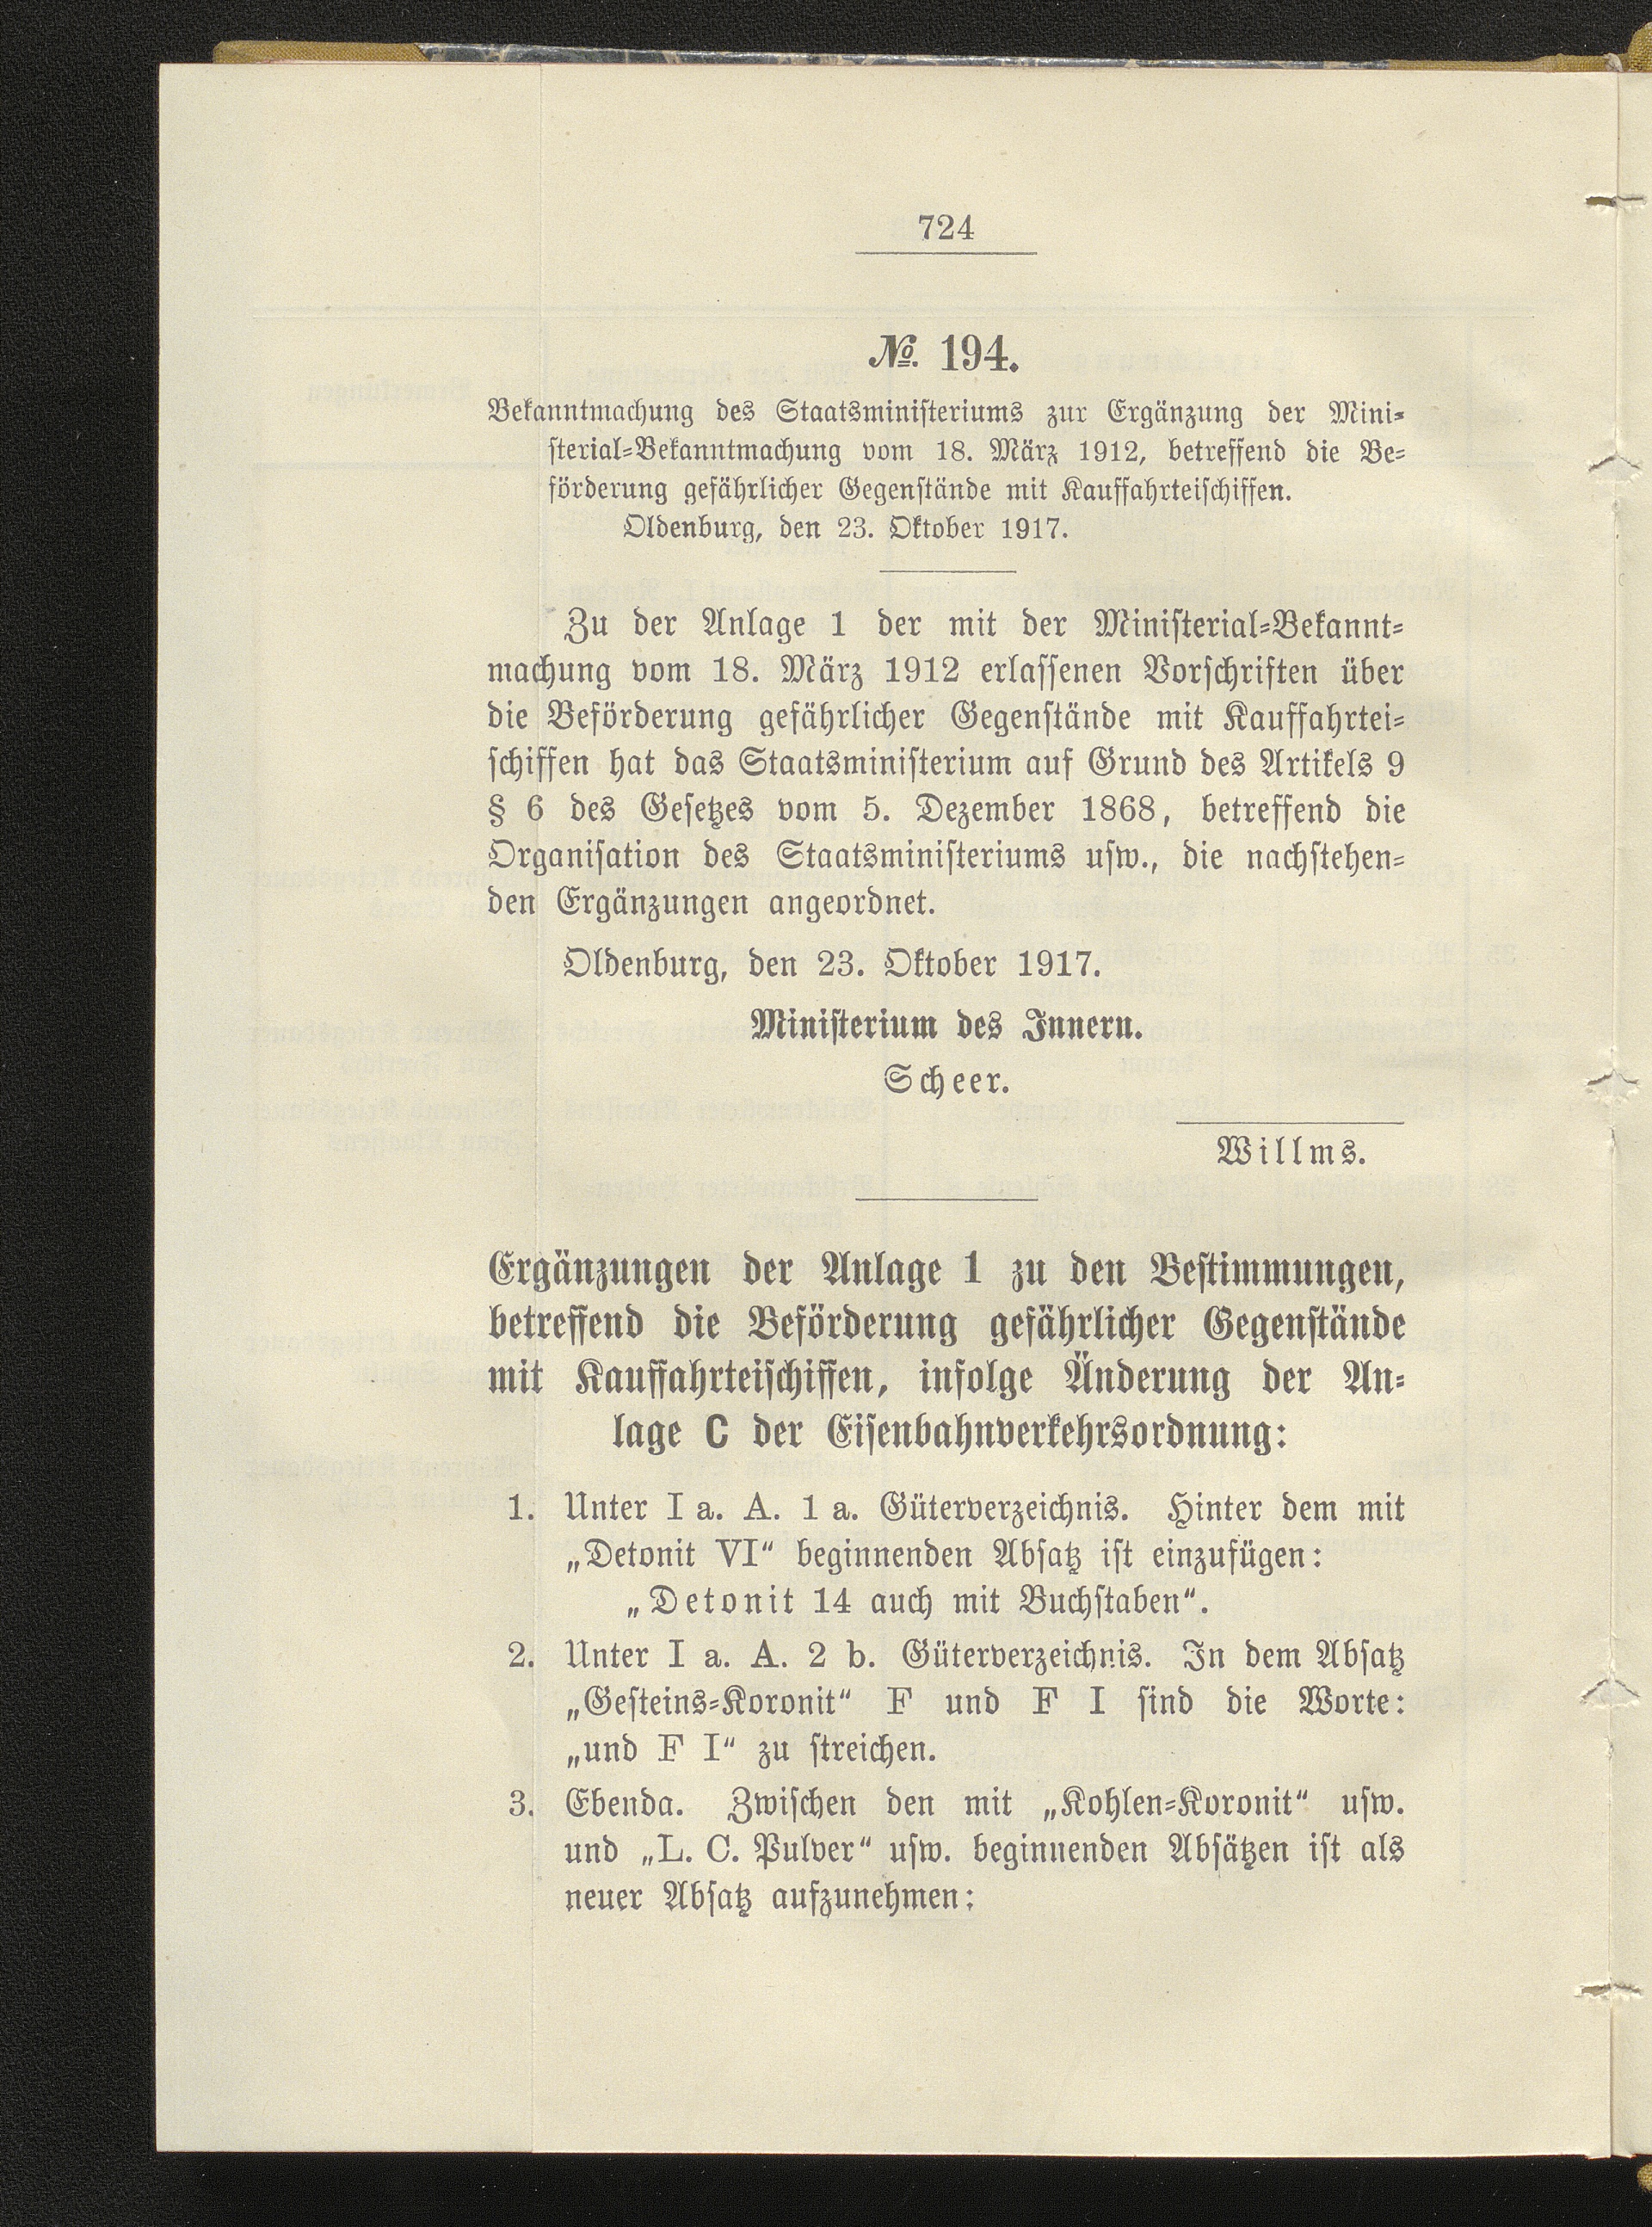 724
№ 194.
Bekanntmachung des Staatsministeriums zur Ergänzung der Mini-
sterial-Bekanntmachung vom 18. März 1912, betreffend die Be-
förderung gefährlicher Gegenstände mit Kauffahrteischiffen.
Oldenburg, den 23. Oktober 1917.
Zu der Anlage 1 der mit der Ministerial-Bekannt-
machung vom 18. März 1912 erlassenen Vorschriften über
die Beförderung gefährlicher Gegenstände mit Kauffahrtei-
schiffen hat das Staatsministerium auf Grund des Artikels 9
§ 6 des Gesetzes vom 5. Dezember 1868, betreffend die
Organisation des Staatsministeriums usw., die nachstehen-
den Ergänzungen angeordnet.
Oldenburg, den 23. Oktober 1917.
Ministerium des Innern.
Scheer.
Willms.
Ergänzungen der Anlage 1 zu den Bestimmungen,
betreffend die Beförderung gefährlicher Gegenstände
mit Kauffahrteischiffen, infolge Änderung der An-
lage C der Eisenbahnverkehrsordnung:
1. Unter I a. A. 1 a. Güterverzeichnis. Hinter dem mit
„Detonit VI“ beginnenden Absatz ist einzufügen:
„Detonit 14 auch mit Buchstaben“.
2. Unter I a. A. 2 b. Güterverzeichnis. In dem Absatz
„Gesteins-Koronit“ F und F I sind die Worte:
„und F I“ zu streichen.
3. Ebenda. Zwischen den mit „Kohlen-Koronit“ usw.
und „L. C. Pulver“ usw. beginnenden Absätzen ist als
neuer Absatz aufzunehmen: